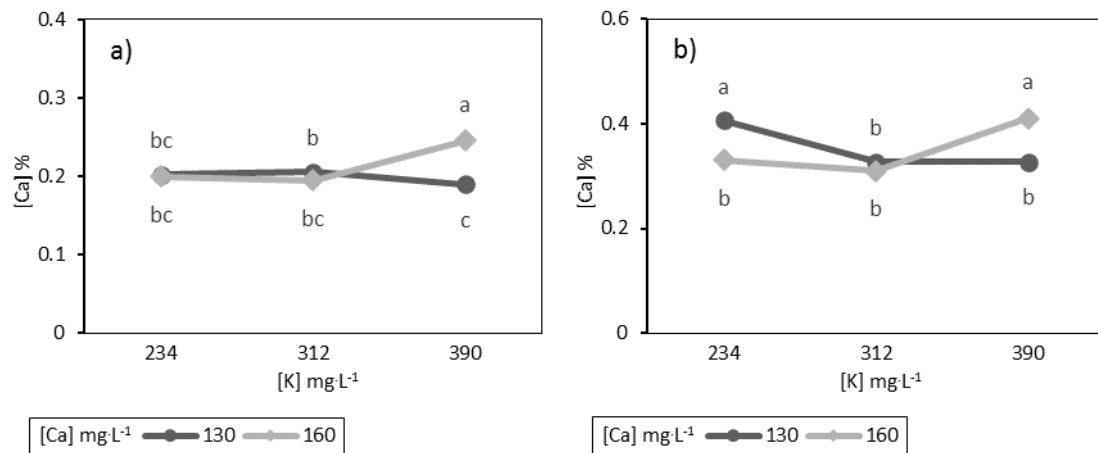 a)
[Ca] %
0.4
0.3
0.2
0.1
0
bc
b
a
bc
bc
c
234
312
390
[K] mg·L⁻¹
[Ca] mg·L⁻¹ 130 160
b)
[Ca] %
0.6
0.4
0.2
0
a
b
a
b
b
b
234
312
390
[K] mg·L⁻¹
[Ca] mg·L⁻¹ 130 160